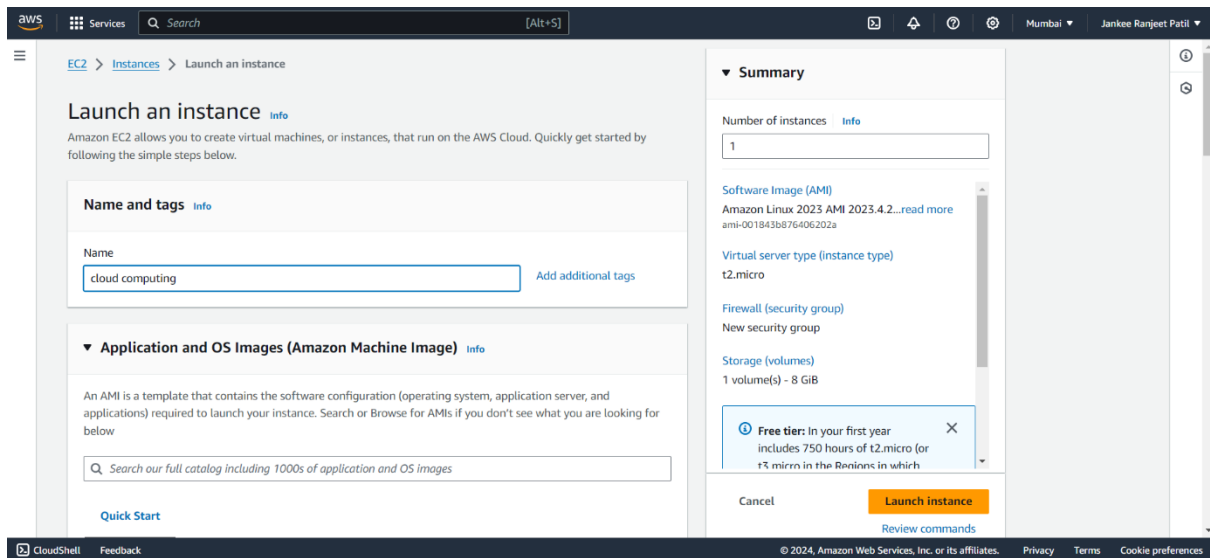 aws
Services
Search
[Alt+S]
Mumbai ▼
Jankee Ranjeet Patil ▼
EC2 > Instances > Launch an instance
Launch an instance Info
Amazon EC2 allows you to create virtual machines, or instances, that run on the AWS Cloud. Quickly get started by
following the simple steps below.
Name and tags Info
Name
cloud computing
Add additional tags
▼ Application and OS Images (Amazon Machine Image) Info
An AMI is a template that contains the software configuration (operating system, application server, and
applications) required to launch your instance. Search or Browse for AMIs if you don't see what you are looking for
below
Search our full catalog including 1000s of application and OS images
Quick Start
▼ Summary
Number of instances Info
1
Software Image (AMI)
Amazon Linux 2023 AMI 2023.4.2...read more
ami-001843b876406202a
Virtual server type (instance type)
t2.micro
Firewall (security group)
New security group
Storage (volumes)
1 volume(s) - 8 GiB
Free tier: In your first year
includes 750 hours of t2.micro (or
t3.micro in the Regions in which
Cancel
Launch instance
Review commands
CloudShell
Feedback
© 2024, Amazon Web Services, Inc. or its affiliates.
Privacy
Terms
Cookie preferences